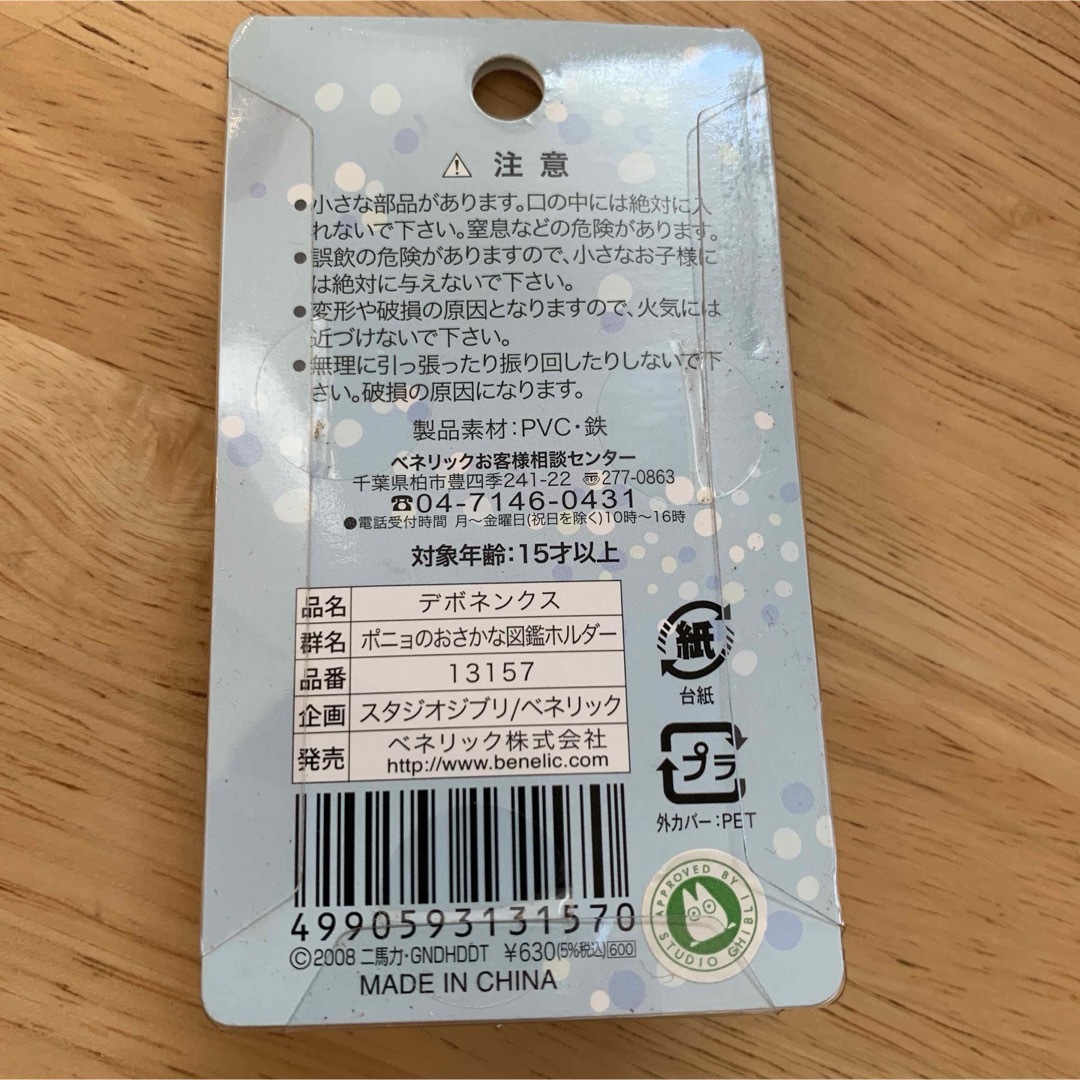 ⚠ 注意
●小さな部品があります。口の中には絶対に入
れないで下さい。窒息などの危険があります。
●誤飲の危険がありますので、小さなお子様に
は絶対に与えないで下さい。
●変形や破損の原因となりますので、火気には
近づけないで下さい。
●無理に引っ張ったり振り回したりしないで下
さい。破損の原因になります。
製品素材:PVC・鉄
ベネリックお客様相談センター
千葉県柏市豊四季241-22 〠277-0863
☎04-7146-0431
●電話受付時間 月〜金曜日(祝日を除く)10時〜16時
対象年齢:15才以上
品名 デボネンクス
群名 ポニョのおさかな図鑑ホルダー
品番 13157
企画 スタジオジブリ/ベネリック
発売 ベネリック株式会社
http://www.benelic.com
紙
台紙
プラ
外カバー:PET
4990593131570
©2008 二馬力・GNDHDDT ¥630(5%税込)600
MADE IN CHINA
APPROVED BY STUDIO GHIBLI